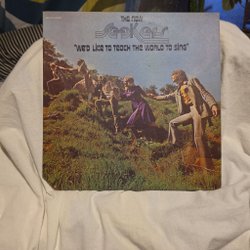 THE NEW
SEEKERS
"WE'D LIKE TO TEACH THE WORLD TO SING"